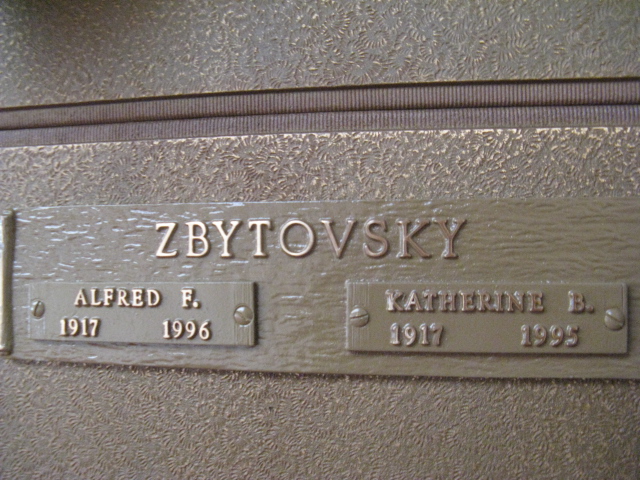 ZBYTOVSKY
ALFRED F.
1917 1996
KATHERINE B.
1917 1995